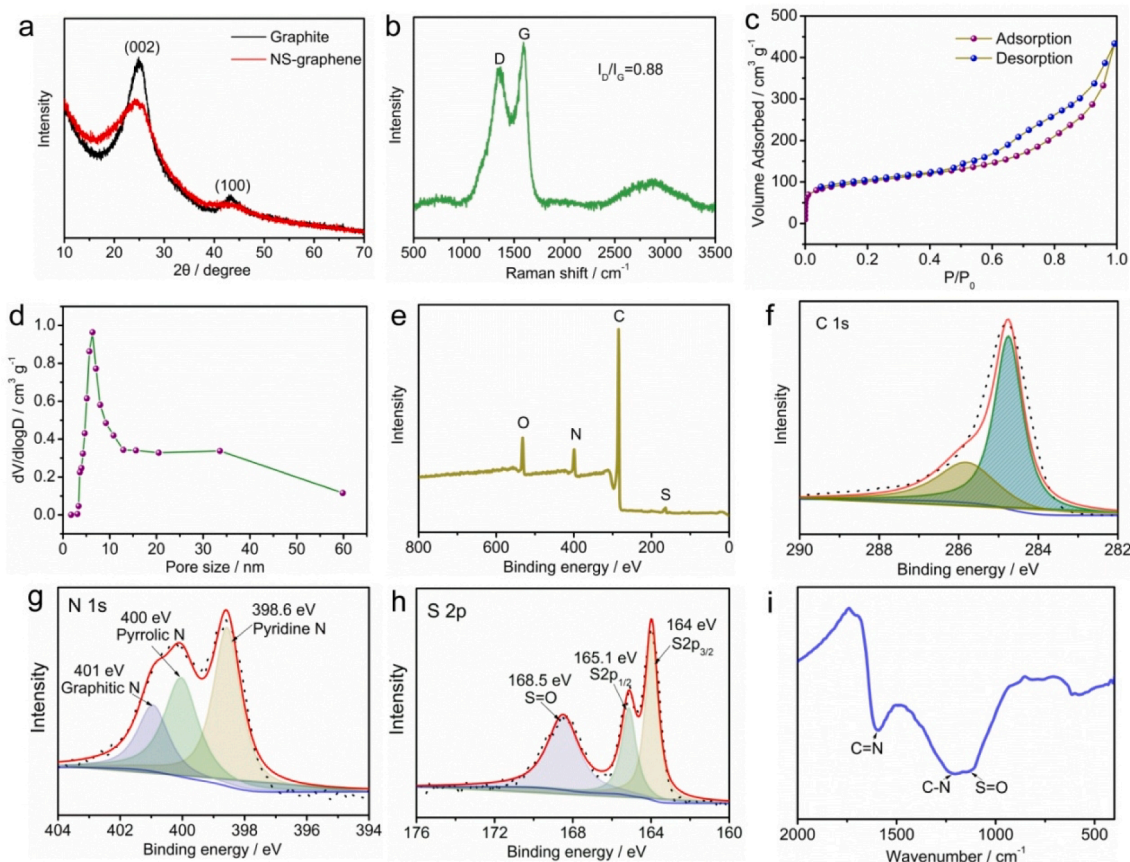 a
Intensity
(002)
Graphite
NS-graphene
(100)
10 20 30 40 50 60 70
2θ / degree
b
Intensity
D
G
I_D/I_G=0.88
500 1000 1500 2000 2500 3000 3500
Raman shift / cm⁻¹
c
Volume Adsorbed / cm³ g⁻¹
500
400
300
200
100
0
Adsorption
Desorption
0.0 0.2 0.4 0.6 0.8 1.0
P/P₀
d
dV/dlogD / cm³ g⁻¹
1.0
0.8
0.6
0.4
0.2
0.0
0 10 20 30 40 50 60
Pore size / nm
e
Intensity
O
N
C
S
800 600 400 200 0
Binding energy / eV
f
C 1s
Intensity
290 288 286 284 282
Binding energy / eV
g
N 1s
Intensity
400 eV
Pyrrolic N
401 eV
Graphitic N
398.6 eV
Pyridine N
404 402 400 398 396 394
Binding energy / eV
h
S 2p
Intensity
168.5 eV
S=O
165.1 eV
S2p₁/₂
164 eV
S2p₃/₂
176 172 168 164 160
Binding energy / eV
i
Intensity
C=N
C-N
S=O
2000 1500 1000 500
Wavenumber / cm⁻¹